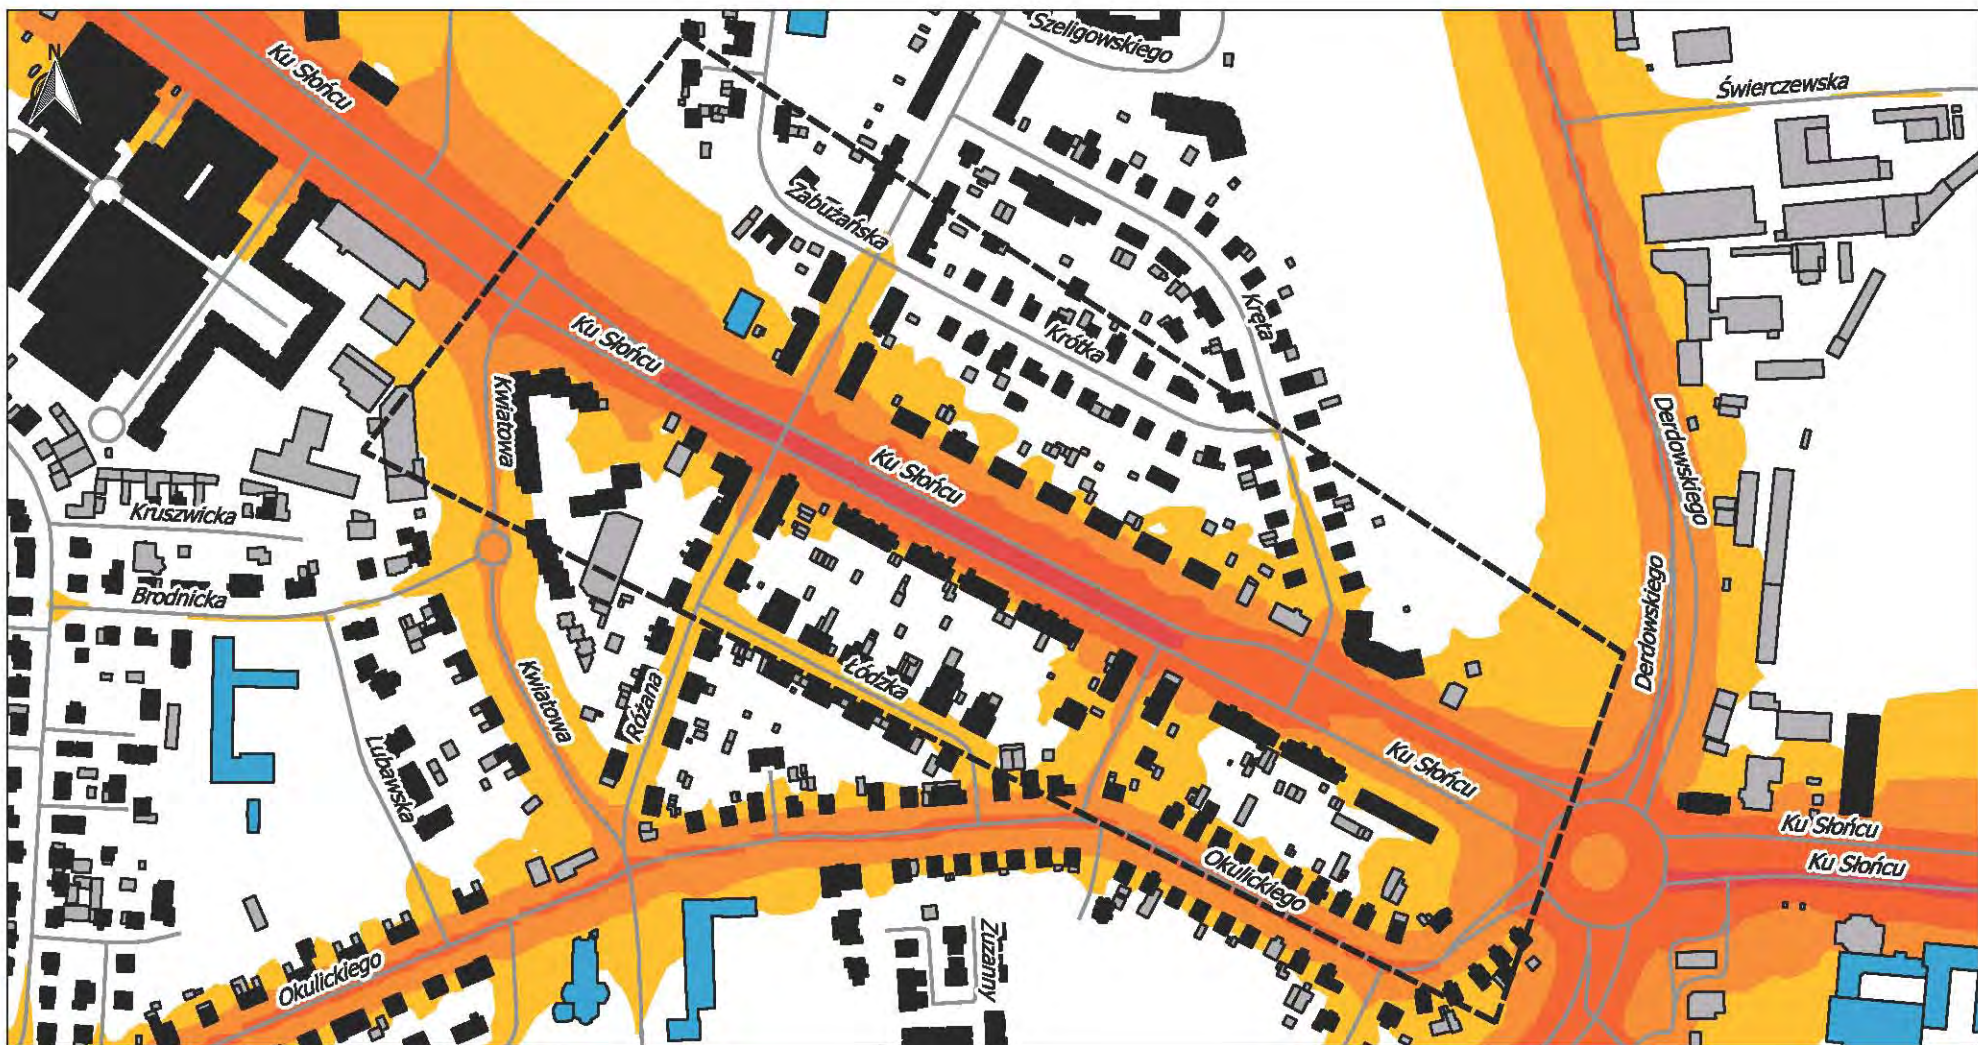 Szeligowskiego
Ku Słońcu
N
Świerczewska
Zabużańska
Kręta
Ku Słońcu
Krótka
Kwiatowa
Derdowskiego
Ku Słońcu
Kruszwicka
Brodnicka
Derdowskiego
Łódzka
Kwiatowa
Różana
Lubawska
Ku Słońcu
Ku Słońcu
Ku Słońcu
Okulickiego
Zuzanny
Okulickiego